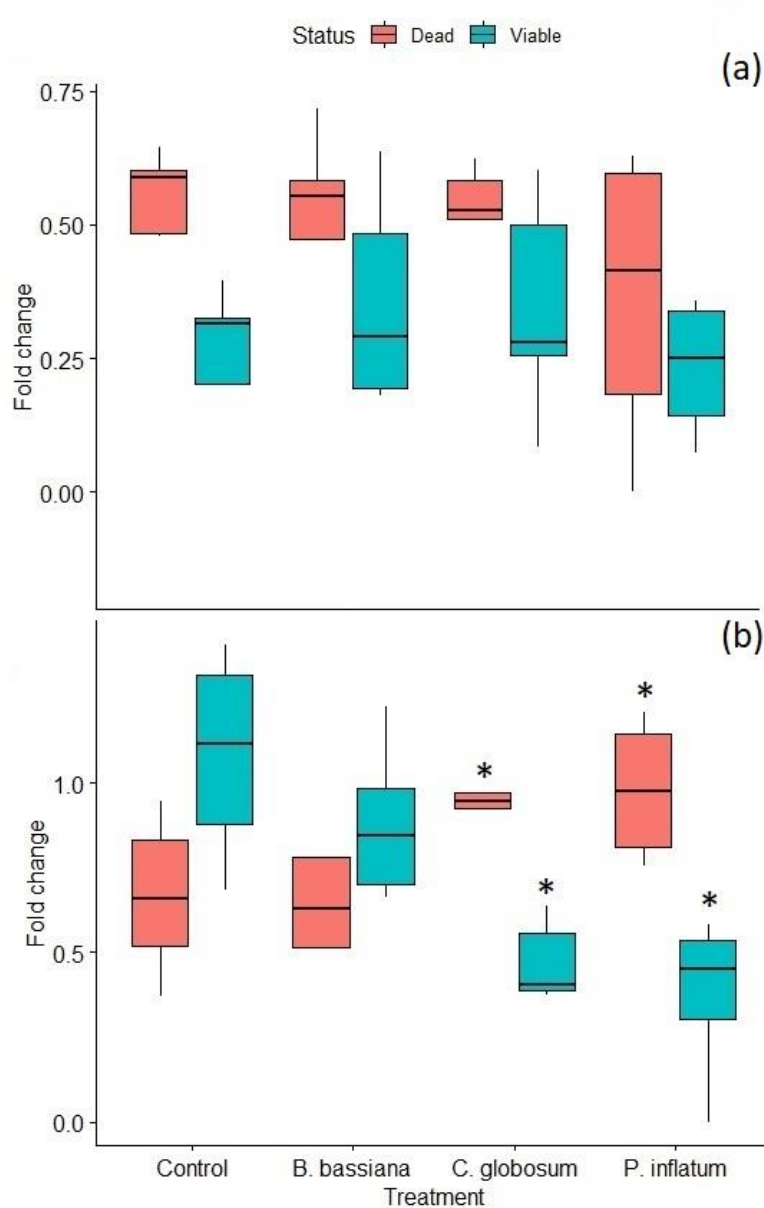 Status Dead Viable
(a)
0.75
0.50
0.25
0.00
Fold change
(b)
*
*
*
*
1.0
0.5
0.0
Fold change
Control B. bassiana C. globosum P. inflatum
Treatment